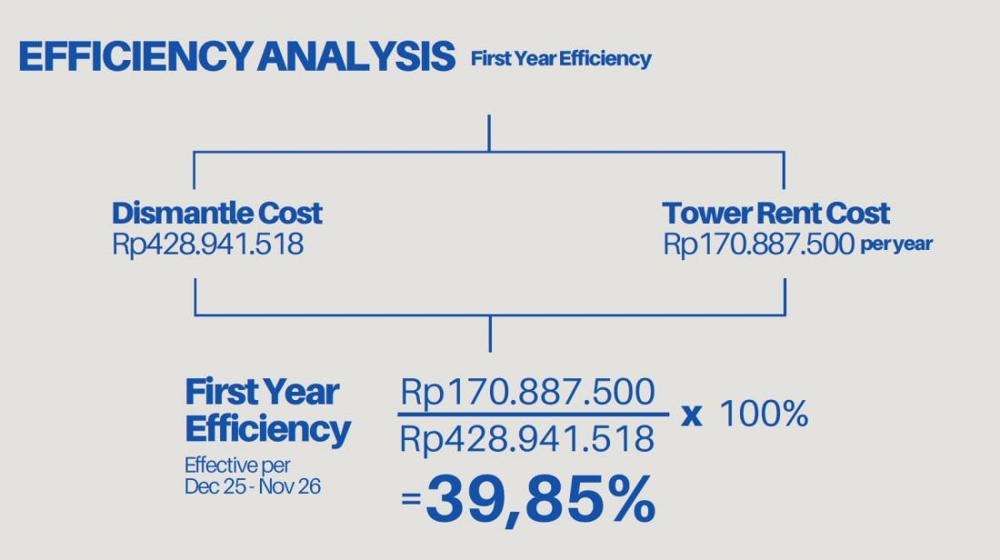 EFFICIENCY ANALYSIS First Year Efficiency
Dismantle Cost
Rp428.941.518
Tower Rent Cost
Rp170.887.500 per year
First Year
Efficiency
Effective per
Dec 25 - Nov 26
Rp170.887.500
Rp428.941.518
x 100%
=39,85%